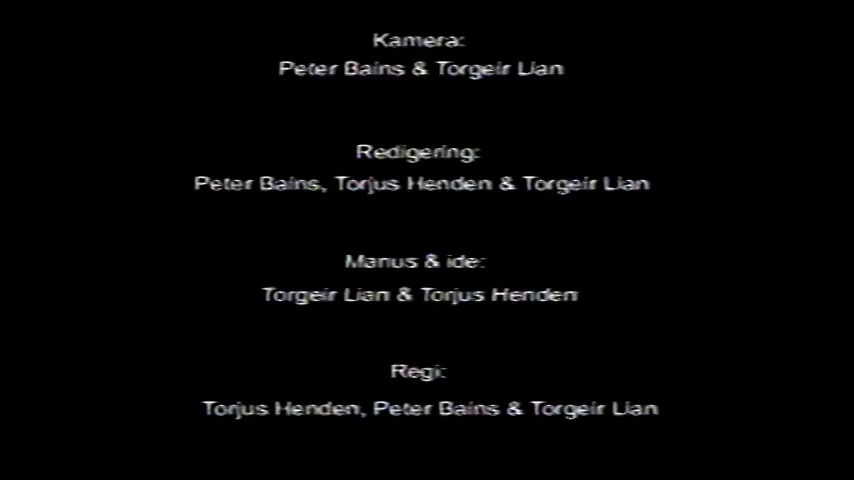 Kamera:
Peter Bains & Torgeir Lian
Redigering:
Peter Bains, Torjus Henden & Torgeir Lian
Manus & ide:
Torgeir Lian & Torjus Henden
Regi:
Torjus Henden, Peter Bains & Torgeir Lian